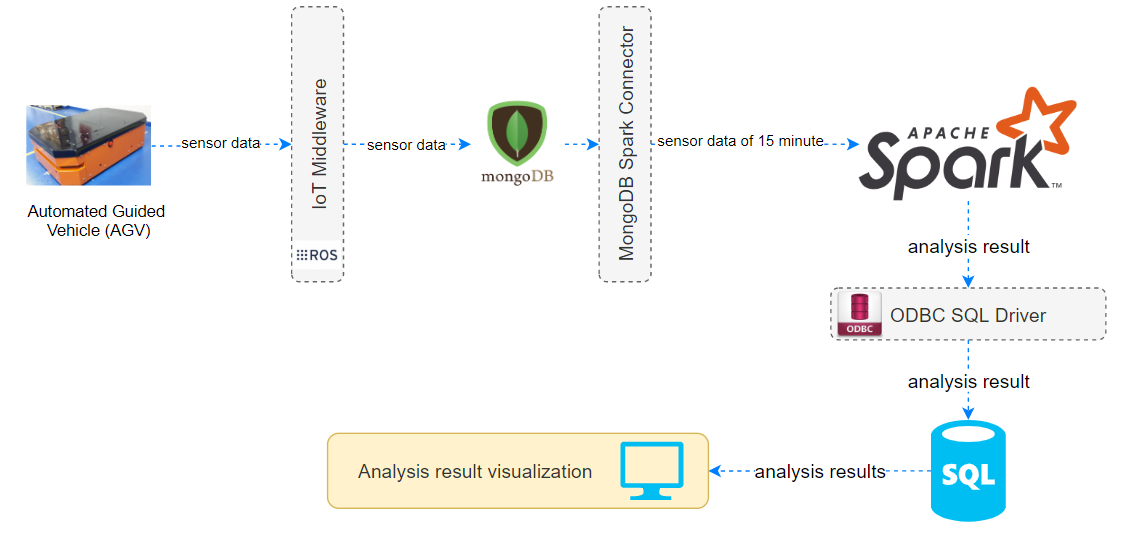 Automated Guided
Vehicle (AGV)
sensor data
IoT Middleware
ROS
sensor data
mongoDB
MongoDB Spark Connector
sensor data of 15 minute
APACHE
Spark™
analysis result
ODBC
ODBC SQL Driver
analysis result
SQL
analysis results
Analysis result visualization